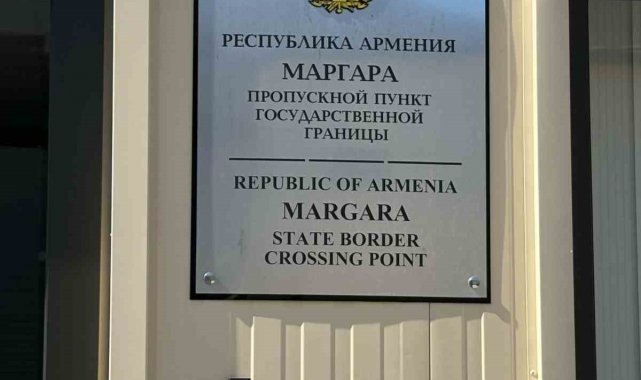 РЕСПУБЛИКА АРМЕНИЯ
МАРГАРА
ПРОПУСКНОЙ ПУНКТ
ГОСУДАРСТВЕННОЙ
ГРАНИЦЫ
REPUBLIC OF ARMENIA
MARGARA
STATE BORDER
CROSSING POINT